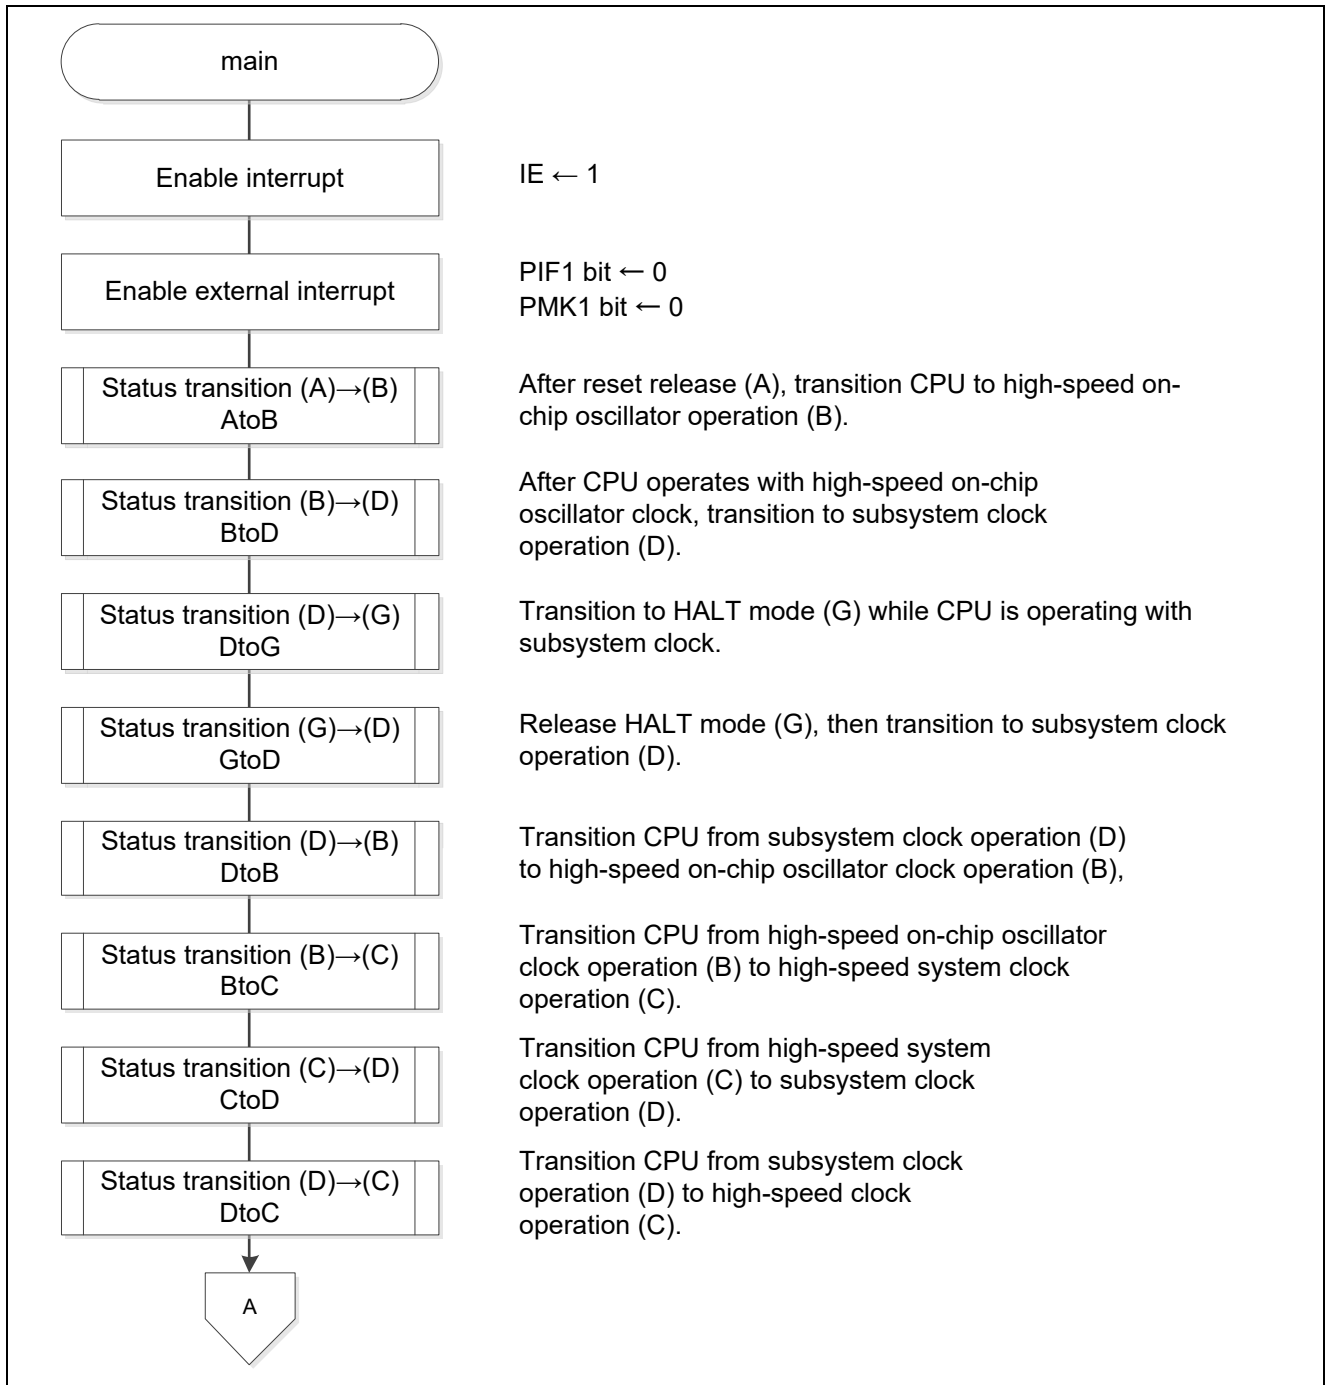 main
Enable interrupt
IE ← 1
Enable external interrupt
PIF1 bit ← 0
PMK1 bit ← 0
Status transition (A)→(B)
AtoB
After reset release (A), transition CPU to high-speed on-
chip oscillator operation (B).
Status transition (B)→(D)
BtoD
After CPU operates with high-speed on-chip
oscillator clock, transition to subsystem clock
operation (D).
Status transition (D)→(G)
DtoG
Transition to HALT mode (G) while CPU is operating with
subsystem clock.
Status transition (G)→(D)
GtoD
Release HALT mode (G), then transition to subsystem clock
operation (D).
Status transition (D)→(B)
DtoB
Transition CPU from subsystem clock operation (D)
to high-speed on-chip oscillator clock operation (B),
Status transition (B)→(C)
BtoC
Transition CPU from high-speed on-chip oscillator
clock operation (B) to high-speed system clock
operation (C).
Status transition (C)→(D)
CtoD
Transition CPU from high-speed system
clock operation (C) to subsystem clock
operation (D).
Status transition (D)→(C)
DtoC
Transition CPU from subsystem clock
operation (D) to high-speed clock
operation (C).
A